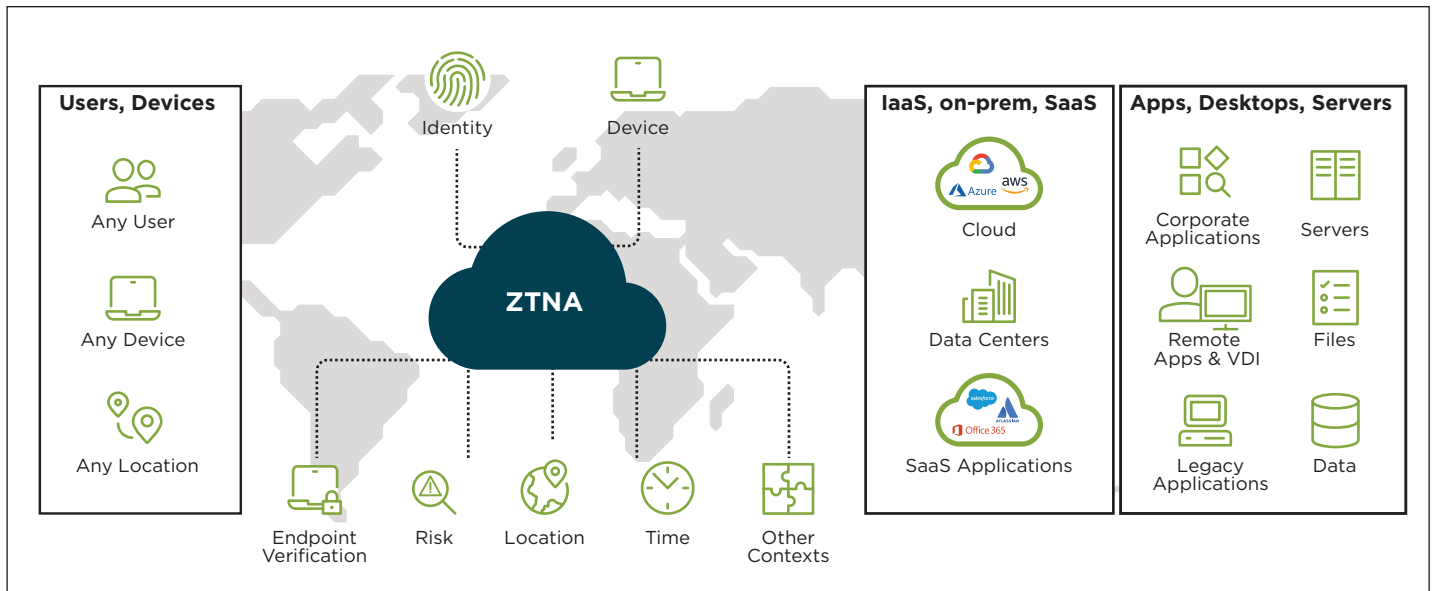 Users, Devices
Any User
Any Device
Any Location
Identity
Device
ZTNA
Endpoint
Verification
Risk
Location
Time
Other
Contexts
IaaS, on-prem, SaaS
Azure
aws
Cloud
Data Centers
salesforce
ATLASSIAN
Office 365
SaaS Applications
Apps, Desktops, Servers
Corporate
Applications
Servers
Remote
Apps & VDI
Files
Legacy
Applications
Data